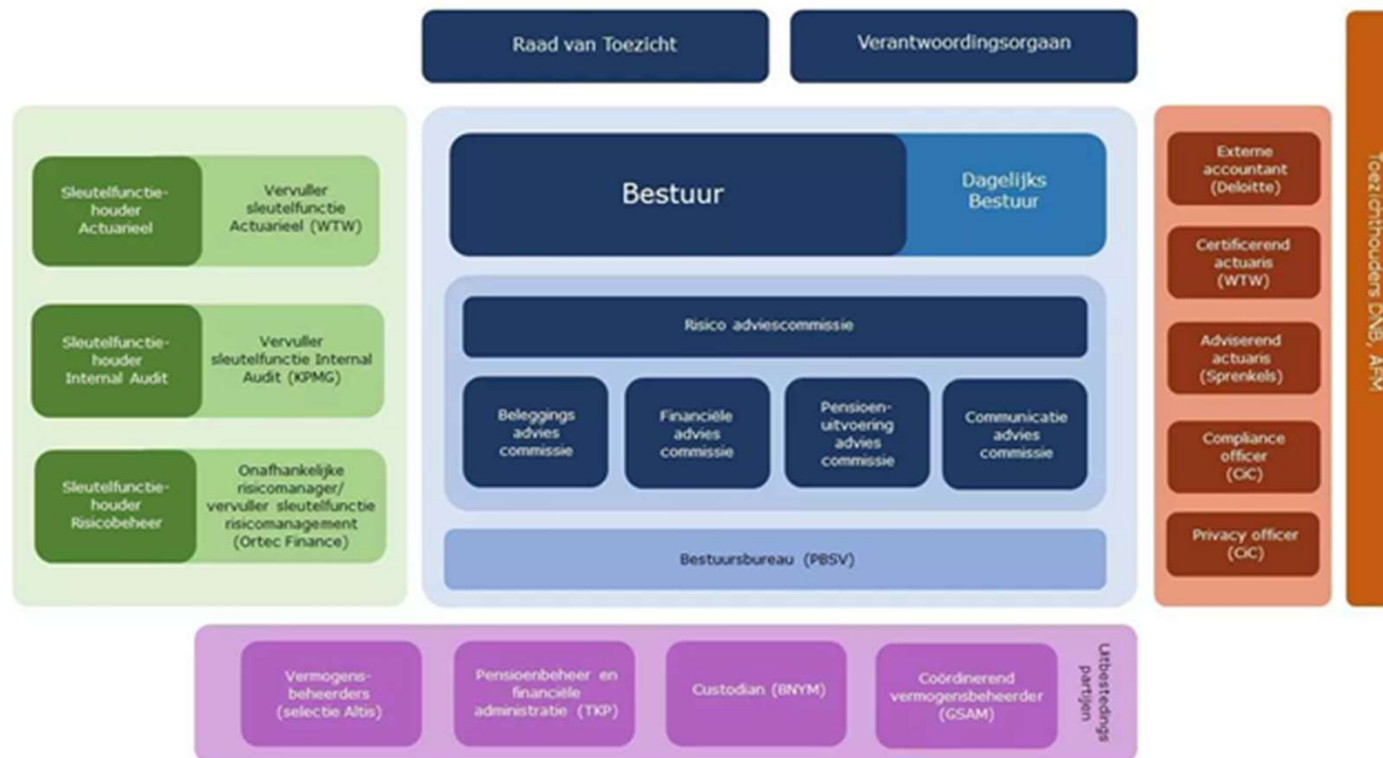 Raad van Toezicht
Verantwoordingsorgaan
Sleutelfunctie-
houder
Actuarieel
Vervuller
sleutelfunctie
Actuarieel (WTW)
Sleutelfunctie-
houder
Internal Audit
Vervuller
sleutelfunctie Internal
Audit (KPMG)
Sleutelfunctie-
houder
Risicobeheer
Onafhankelijke
risicomanager/
vervuller sleutelfunctie
risicomanagement
(Ortec Finance)
Bestuur
Dagelijks
Bestuur
Risico adviescommissie
Beleggings
advies
commissie
Financiële
advies
commissie
Pensioen-
uitvoering
advies
commissie
Communicatie
advies
commissie
Bestuursbureau (PBSV)
Externe
accountant
(Deloitte)
Certificerend
actuaris
(WTW)
Adviserend
actuaris
(Sprenkels)
Compliance
officer
(CiC)
Privacy officer
(CiC)
Toezichthouders DNB, AFM
Vermogens-
beheerders
(selectie Altis)
Pensioenbeheer en
financiële
administratie (TKP)
Custodian (BNYM)
Coördinerend
vermogensbeheerder
(GSAM)
Uitbestedings
partijen